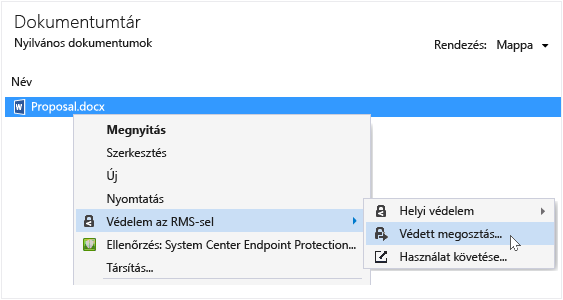 Dokumentumtár
Nyilvános dokumentumok
Rendezés: Mappa
Név
Proposal.docx
Megnyitás
Szerkesztés
Új
Nyomtatás
Védelem az RMS-sel
Helyi védelem
Védett megosztás...
Használat követése...
Ellenőrzés: System Center Endpoint Protection...
Társítás...